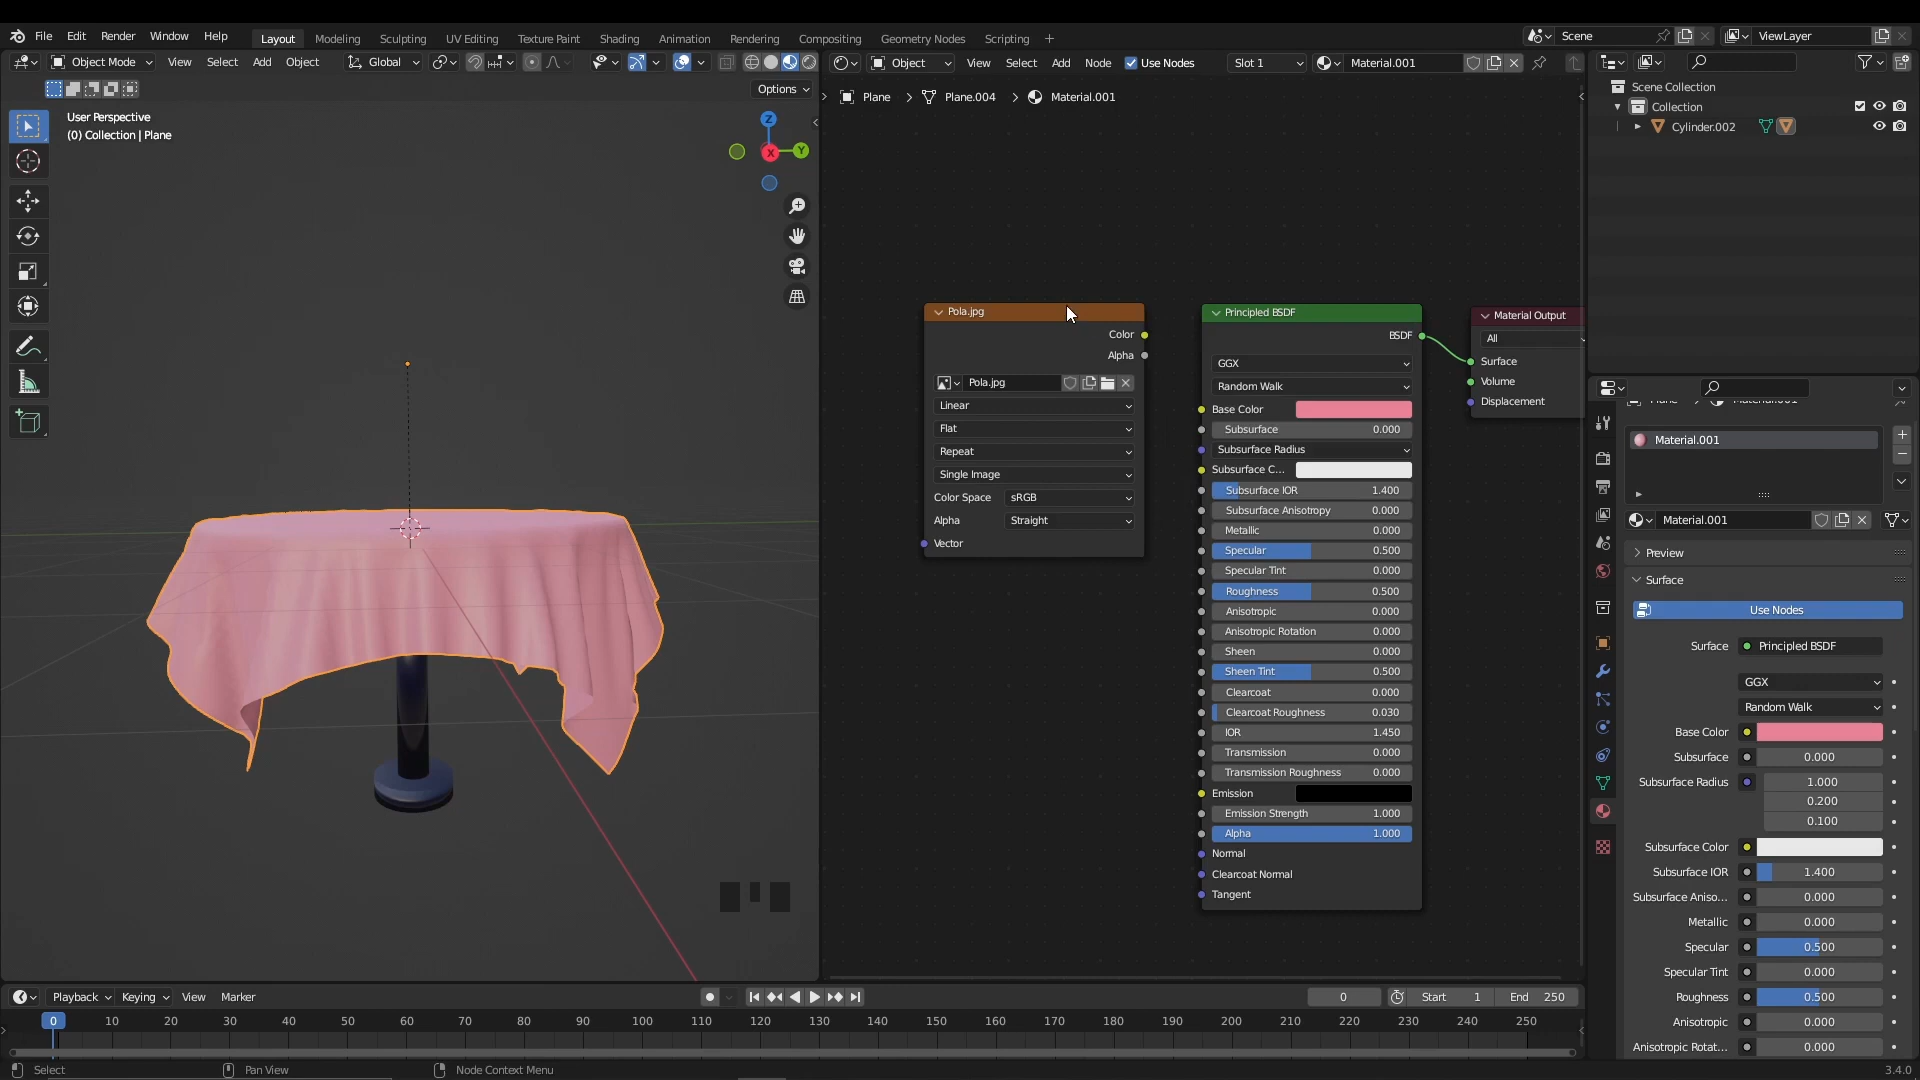 File Edit Render Window Help Layout Modeling Sculpting UV Editing Texture Paint Shading Animation Rendering Compositing Geometry Nodes Scripting + Scene ViewLayer
Object Mode View Select Add Object Global Object View Select Add Node Use Nodes Slot 1 Material.001
Options
User Perspective
(0) Collection | Plane
Z
X
Y
Plane > Plane.004 > Material.001
Scene Collection
Collection
Cylinder.002
Pola.jpg
Color
Alpha
Pola.jpg
Linear
Flat
Repeat
Single Image
Color Space sRGB
Alpha Straight
Vector
Principled BSDF
BSDF
GGX
Random Walk
Base Color
Subsurface 0.000
Subsurface Radius
Subsurface C...
Subsurface IOR 1.400
Subsurface Anisotropy 0.000
Metallic 0.000
Specular 0.500
Specular Tint 0.000
Roughness 0.500
Anisotropic 0.000
Anisotropic Rotation 0.000
Sheen 0.000
Sheen Tint 0.500
Clearcoat 0.000
Clearcoat Roughness 0.030
IOR 1.450
Transmission 0.000
Transmission Roughness 0.000
Emission
Emission Strength 1.000
Alpha 1.000
Normal
Clearcoat Normal
Tangent
Material Output
All
Surface
Volume
Displacement
Material.001
Material.001
Preview
Surface
Use Nodes
Surface Principled BSDF
GGX
Random Walk
Base Color
Subsurface 0.000
Subsurface Radius 1.000
0.200
0.100
Subsurface Color
Subsurface IOR 1.400
Subsurface Aniso... 0.000
Metallic 0.000
Specular 0.500
Specular Tint 0.000
Roughness 0.500
Anisotropic 0.000
Anisotropic Rotat... 0.000
Playback Keying View Marker 0 Start 1 End 250
0 10 20 30 40 50 60 70 80 90 100 110 120 130 140 150 160 170 180 190 200 210 220 230 240 250
Select Pan View Node Context Menu 3.4.0